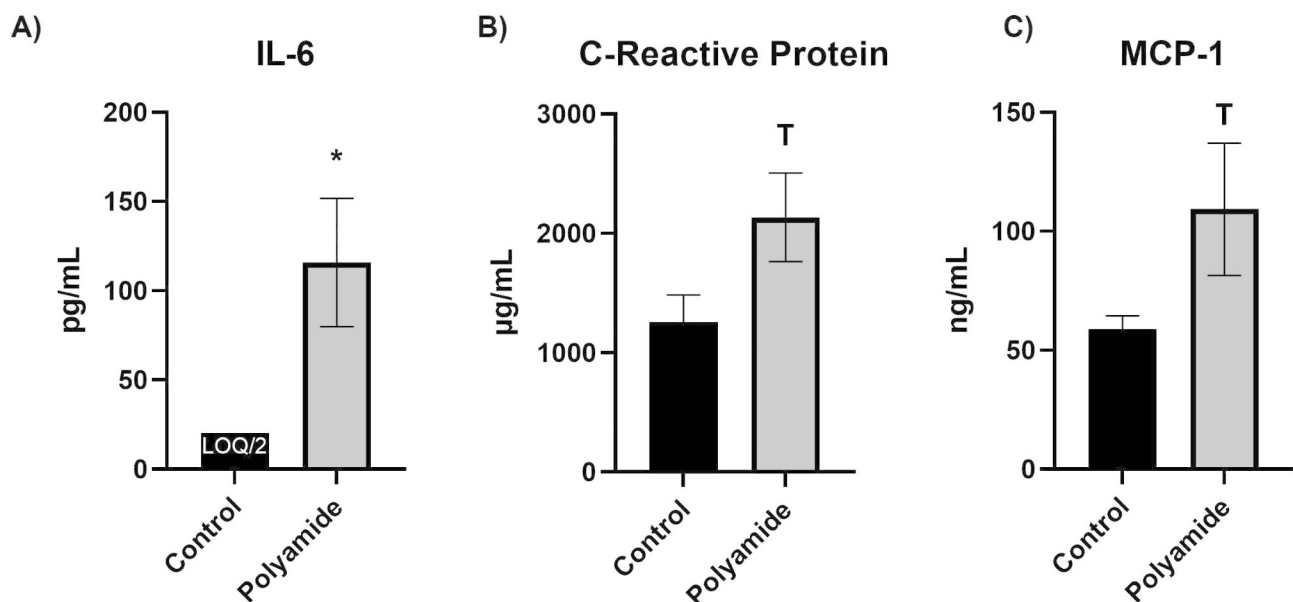 A)
IL-6
pg/mL
200
150
100
50
0
*
LOQ/2
Control
Polyamide
B)
C-Reactive Protein
µg/mL
3000
2000
1000
0
T
Control
Polyamide
C)
MCP-1
ng/mL
150
100
50
0
T
Control
Polyamide